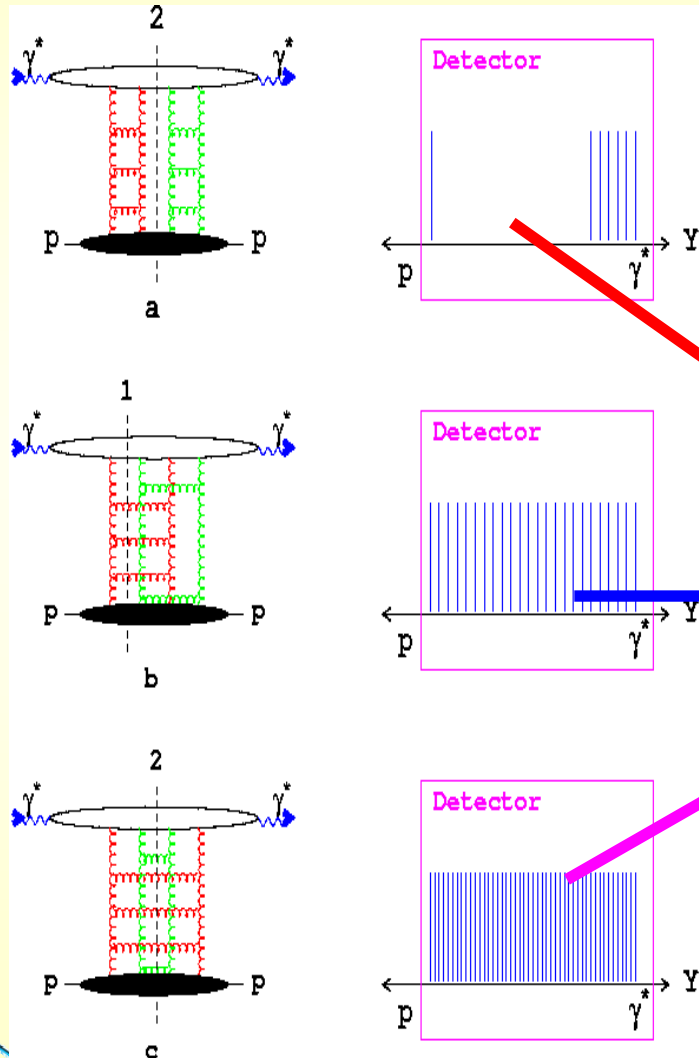 2
γ* γ*
Detector
p p
Y
p γ*
a
1
γ* γ*
Detector
p p
Y
p γ*
b
2
γ* γ*
Detector
p p
Y
p γ*
c